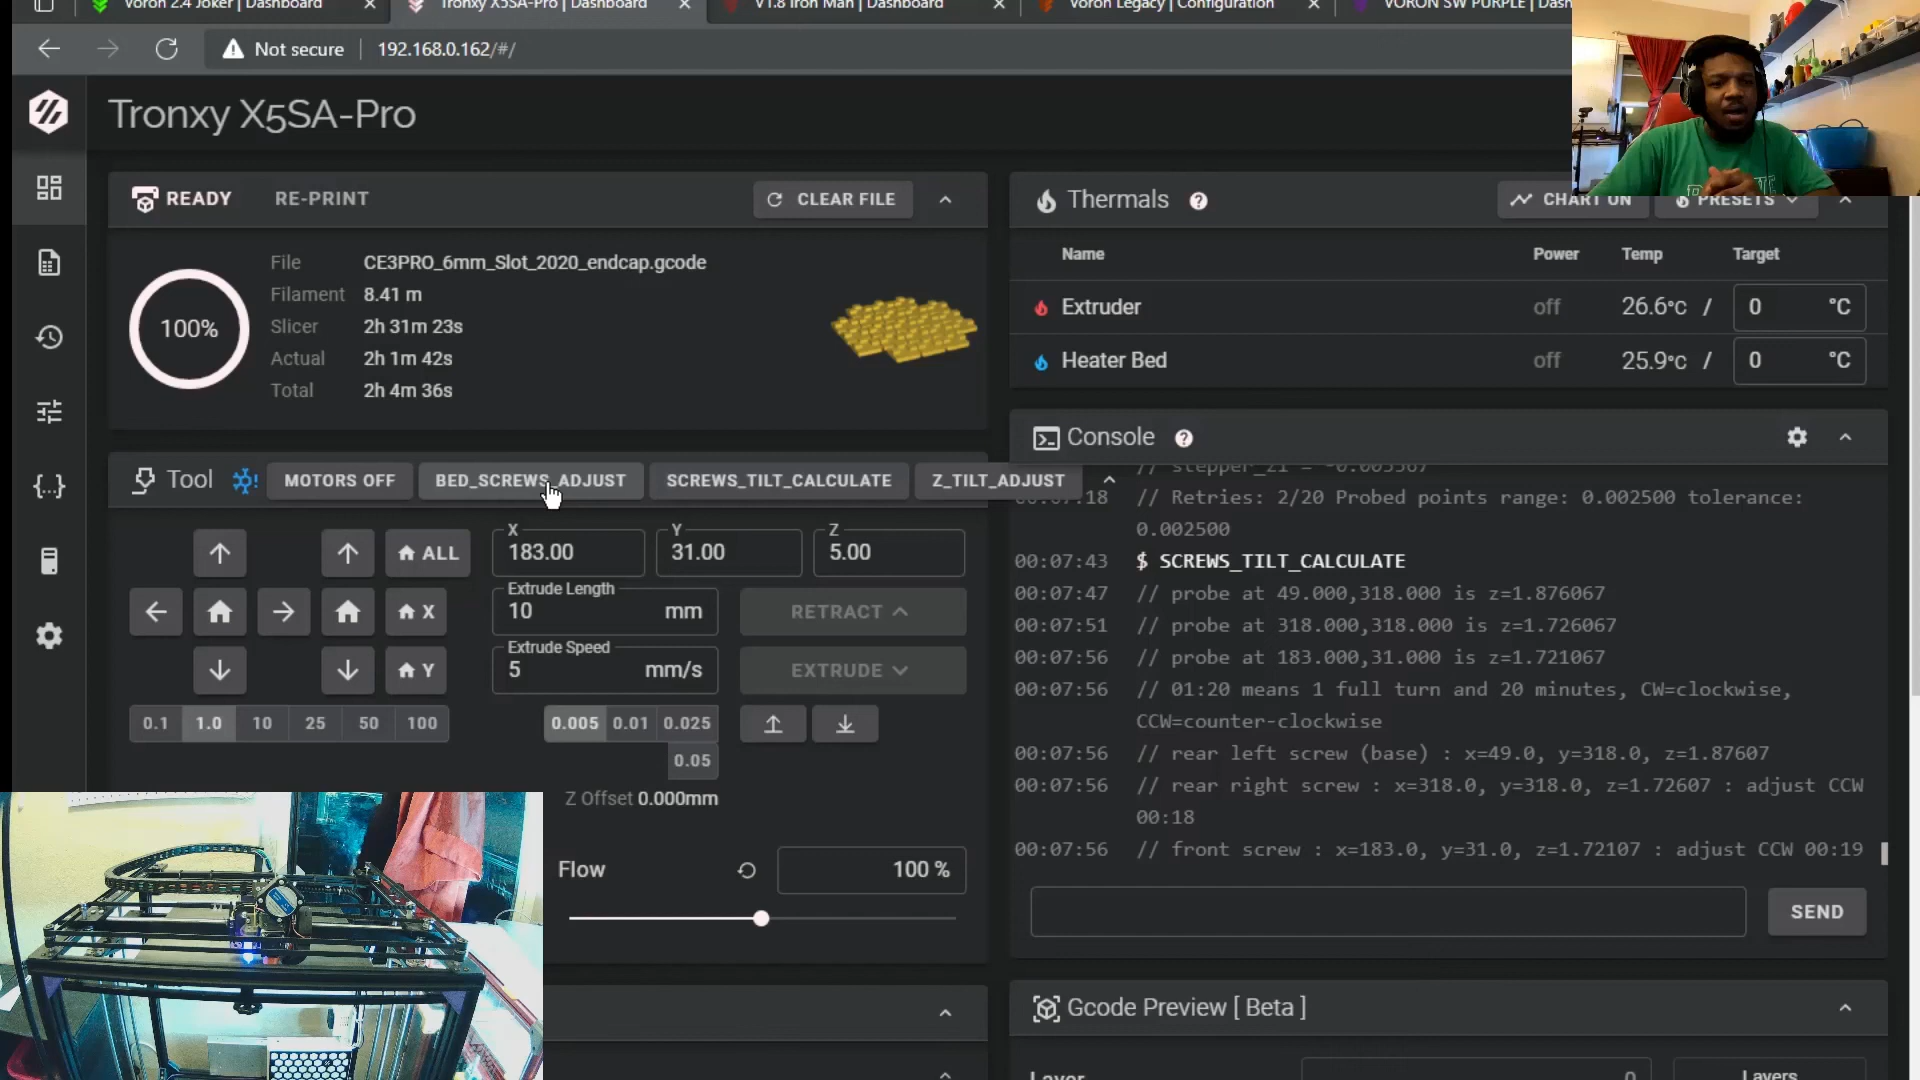 Voron 2.4 Joker | Dashboard
Tronxy X5SA-Pro | Dashboard
V1.8 Iron Man | Dashboard
Voron Legacy | Configuration
VORON SW PURPLE | Dash
Not secure
192.168.0.162/#/
Tronxy X5SA-Pro
READY
RE-PRINT
CLEAR FILE
File CE3PRO_6mm_Slot_2020_endcap.gcode
Filament 8.41 m
Slicer 2h 31m 23s
Actual 2h 1m 42s
Total 2h 4m 36s
100%
Thermals
CHART ON
PRESETS
Name Power Temp Target
Extruder off 26.6°C / 0 °C
Heater Bed off 25.9°C / 0 °C
Tool
MOTORS OFF
BED_SCREWS_ADJUST
SCREWS_TILT_CALCULATE
Z_TILT_ADJUST
ALL
X
Y
X 183.00
Y 31.00
Z 5.00
Extrude Length
10 mm
RETRACT
Extrude Speed
5 mm/s
EXTRUDE
0.1 1.0 10 25 50 100
0.005 0.01 0.025
0.05
Z Offset 0.000mm
Flow 100 %
Console
// stepper_z1 = -0.003567
07:18 // Retries: 2/20 Probed points range: 0.002500 tolerance:
0.002500
00:07:43 $ SCREWS_TILT_CALCULATE
00:07:47 // probe at 49.000,318.000 is z=1.876067
00:07:51 // probe at 318.000,318.000 is z=1.726067
00:07:56 // probe at 183.000,31.000 is z=1.721067
00:07:56 // 01:20 means 1 full turn and 20 minutes, CW=clockwise,
CCW=counter-clockwise
00:07:56 // rear left screw (base) : x=49.0, y=318.0, z=1.87607
00:07:56 // rear right screw : x=318.0, y=318.0, z=1.72607 : adjust CCW
00:18
00:07:56 // front screw : x=183.0, y=31.0, z=1.72107 : adjust CCW 00:19
SEND
Gcode Preview [ Beta ]
Layer 0 Layers